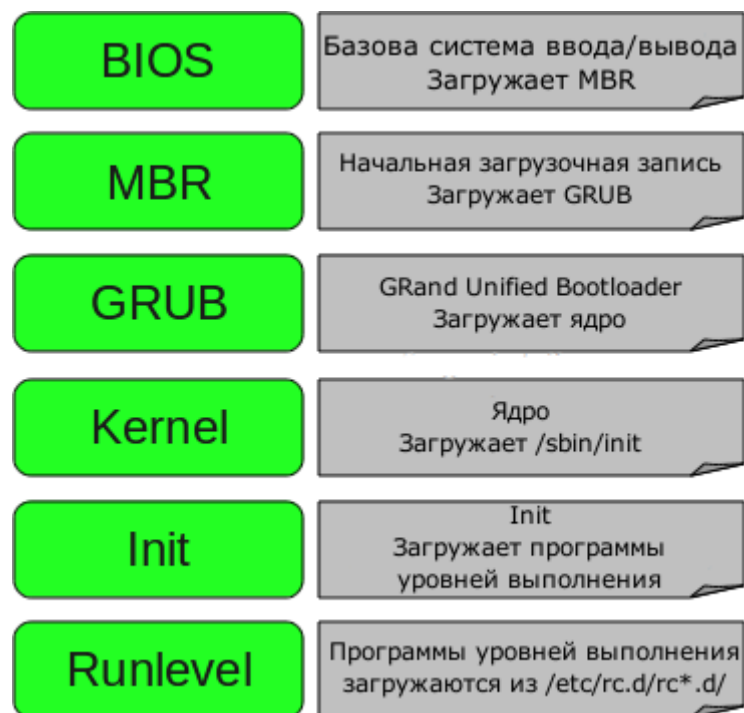 BIOS
Базова система ввода/вывода
Загружает MBR
MBR
Начальная загрузочная запись
Загружает GRUB
GRUB
GRand Unified Bootloader
Загружает ядро
Kernel
Ядро
Загружает /sbin/init
Init
Init
Загружает программы
уровней выполнения
Runlevel
Программы уровней выполнения
загружаются из /etc/rc.d/rc*.d/